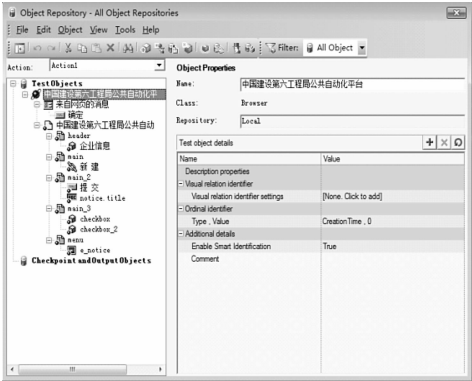 Object Repository - All Object Repositories
File Edit Object View Tools Help
Filter: All Object
Action: Action1
TestObjects
中国建设第六工程局公共自动化平
来自网页的消息
确定
中国建设第六工程局公共自动
header
企业信息
main
新 建
main_2
提 交
notice.title
main_3
checkbox
checkbox_2
menu
e_notice
CheckpointandOutputObjects
Object Properties
Name: 中国建设第六工程局公共自动化平台
Class: Browser
Repository: Local
Test object details
Name Value
Description properties
Visual relation identifier
Visual relation identifier settings [None. Click to add]
Ordinal identifier
Type , Value CreationTime , 0
Additional details
Enable Smart Identification True
Comment